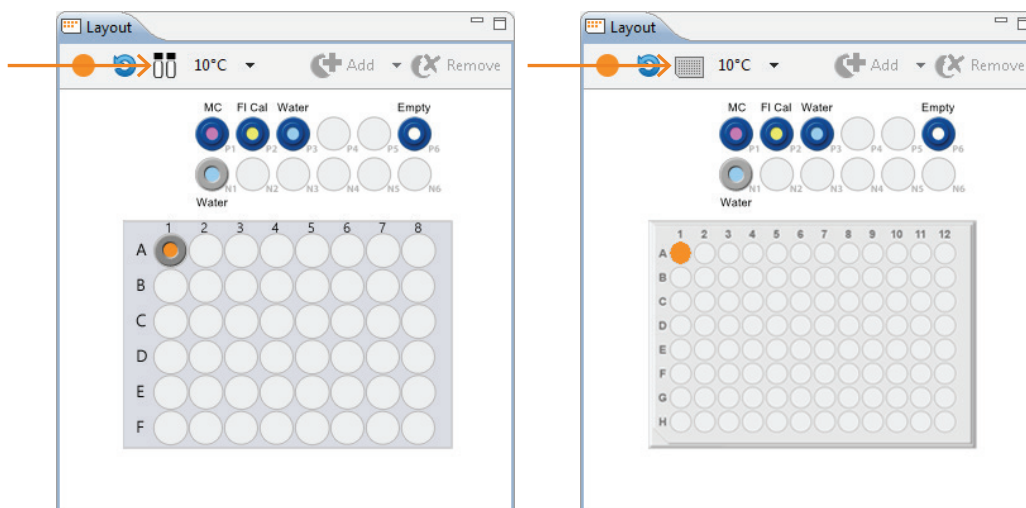 Layout
10°C
Add
Remove
MC FI Cal Water Empty
P1 P2 P3 P4 P5 P6
N1 N2 N3 N4 N5 N6
Water
1 2 3 4 5 6 7 8
A
B
C
D
E
F
Layout
10°C
Add
Remove
MC FI Cal Water Empty
P1 P2 P3 P4 P5 P6
N1 N2 N3 N4 N5 N6
Water
1 2 3 4 5 6 7 8 9 10 11 12
A
B
C
D
E
F
G
H